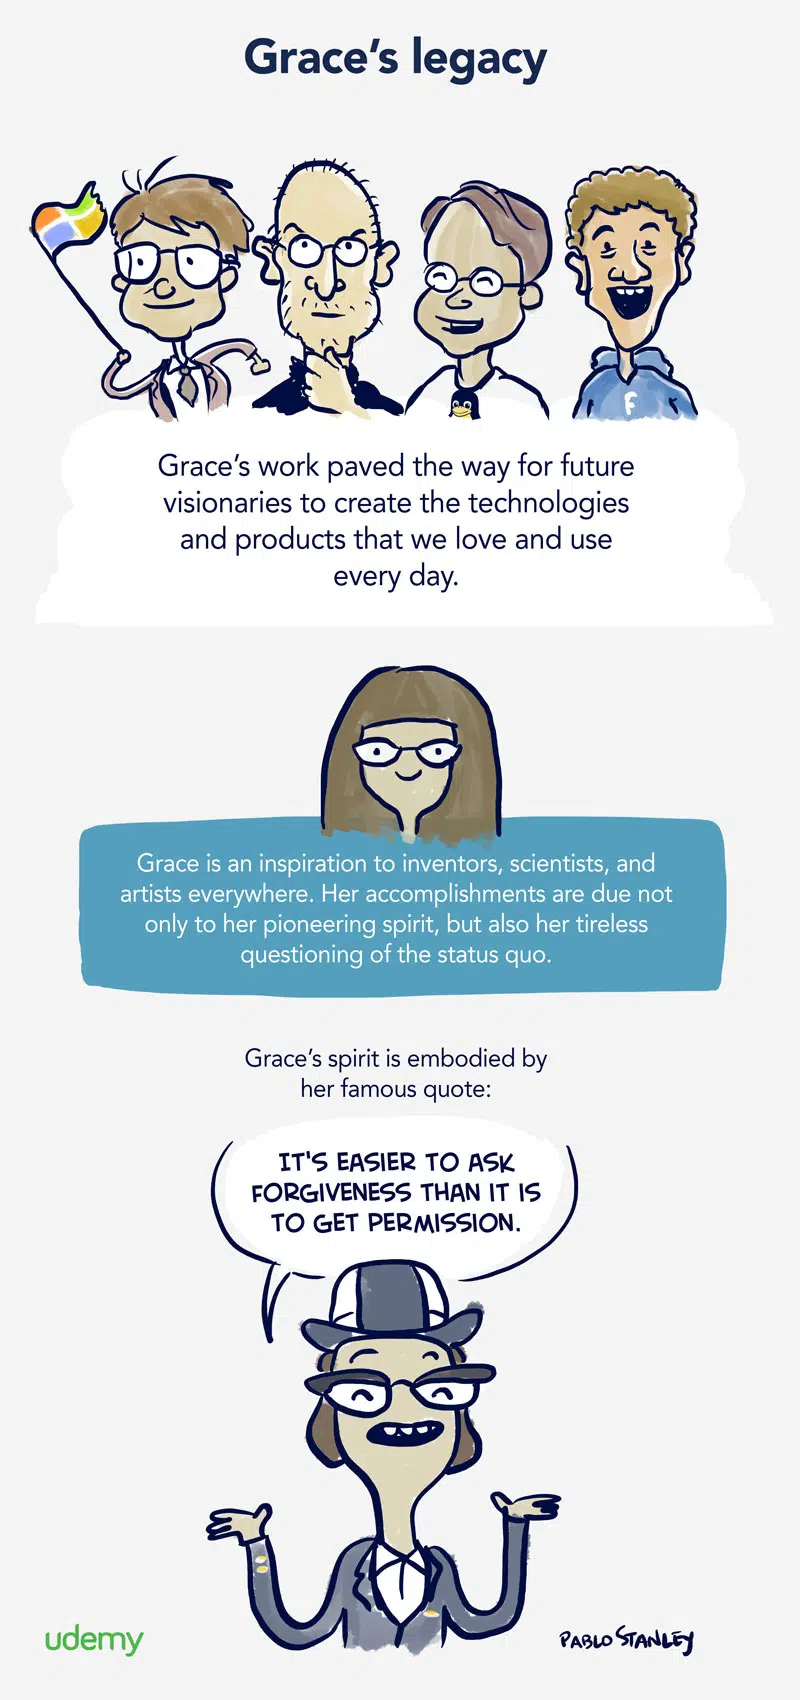 Grace's legacy
F
Grace's work paved the way for future
visionaries to create the technologies
and products that we love and use
every day.
Grace is an inspiration to inventors, scientists, and
artists everywhere. Her accomplishments are due not
only to her pioneering spirit, but also her tireless
questioning of the status quo.
Grace's spirit is embodied by
her famous quote:
IT'S EASIER TO ASK
FORGIVENESS THAN IT IS
TO GET PERMISSION.
udemy
PABLO STANLEY